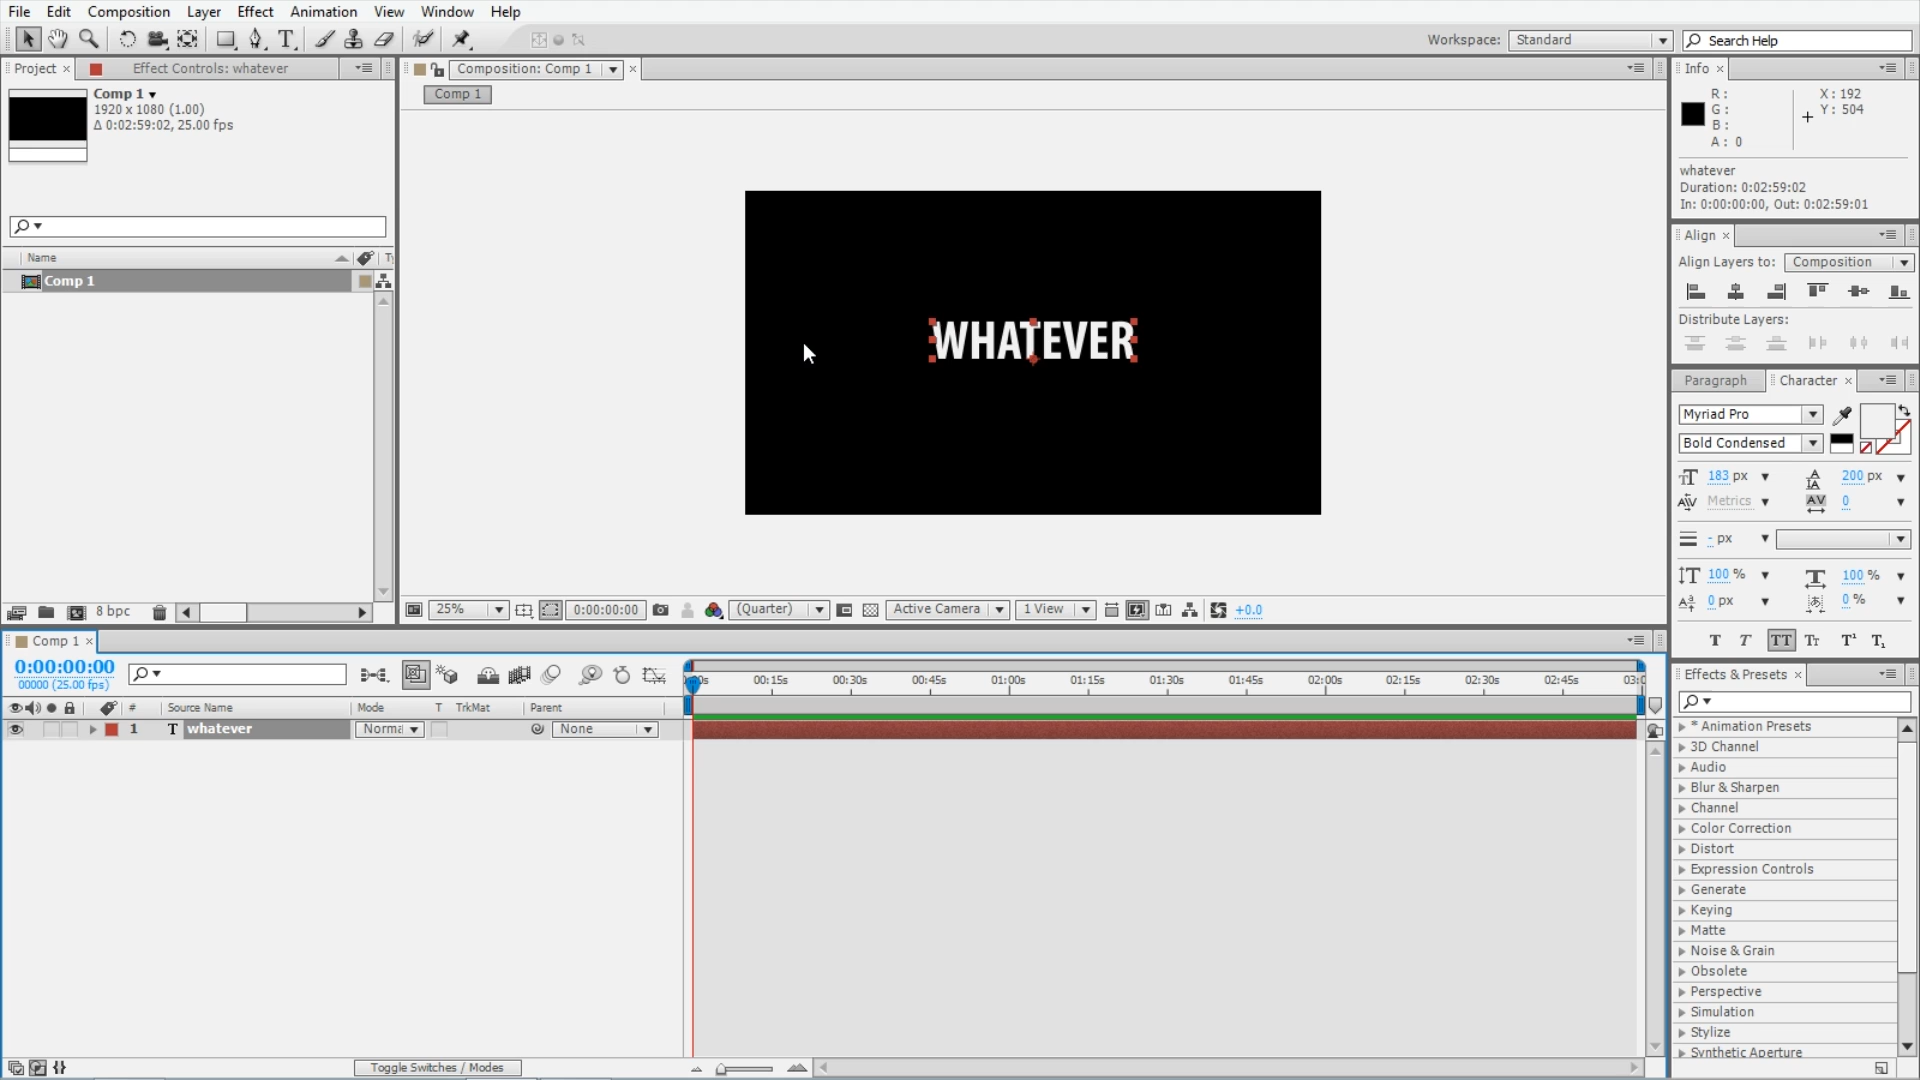 File Edit Composition Layer Effect Animation View Window Help
Workspace: Standard Search Help
Project × Effect Controls: whatever
Composition: Comp 1 ×
Info ×
Comp 1
1920 x 1080 (1.00)
Δ 0:02:59:02, 25.00 fps
Comp 1
R :
G :
B :
A : 0
X : 192
Y : 504
whatever
Duration: 0:02:59:02
In: 0:00:00:00, Out: 0:02:59:01
Name
Comp 1
WHATEVER
Align ×
Align Layers to: Composition
Distribute Layers:
Paragraph Character ×
Myriad Pro
Bold Condensed
183 px 200 px
Metrics 0
- px
100 % 100 %
0 px 0 %
T T TT Tт T¹ T₁
8 bpc
25% 0:00:00:00 (Quarter) Active Camera 1 View +0.0
Comp 1 ×
0:00:00:00
00000 (25.00 fps)
00:15s 00:30s 00:45s 01:00s 01:15s 01:30s 01:45s 02:00s 02:15s 02:30s 02:45s
# Source Name Mode T TrkMat Parent
1 T whatever Norma None
Toggle Switches / Modes
Effects & Presets ×
* Animation Presets
3D Channel
Audio
Blur & Sharpen
Channel
Color Correction
Distort
Expression Controls
Generate
Keying
Matte
Noise & Grain
Obsolete
Perspective
Simulation
Stylize
Synthetic Aperture